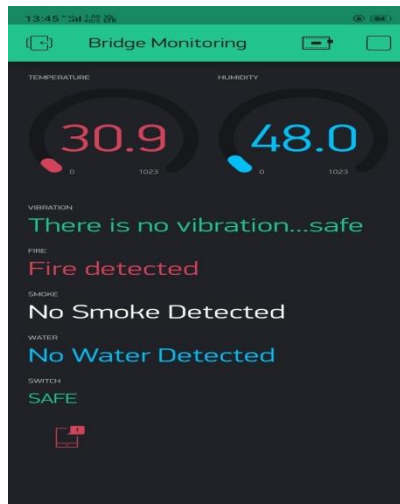 13:45
Bridge Monitoring
TEMPERATURE HUMIDITY
30.9 48.0
0 1023 0 1023
VIBRATION
There is no vibration...safe
FIRE
Fire detected
SMOKE
No Smoke Detected
WATER
No Water Detected
SWITCH
SAFE